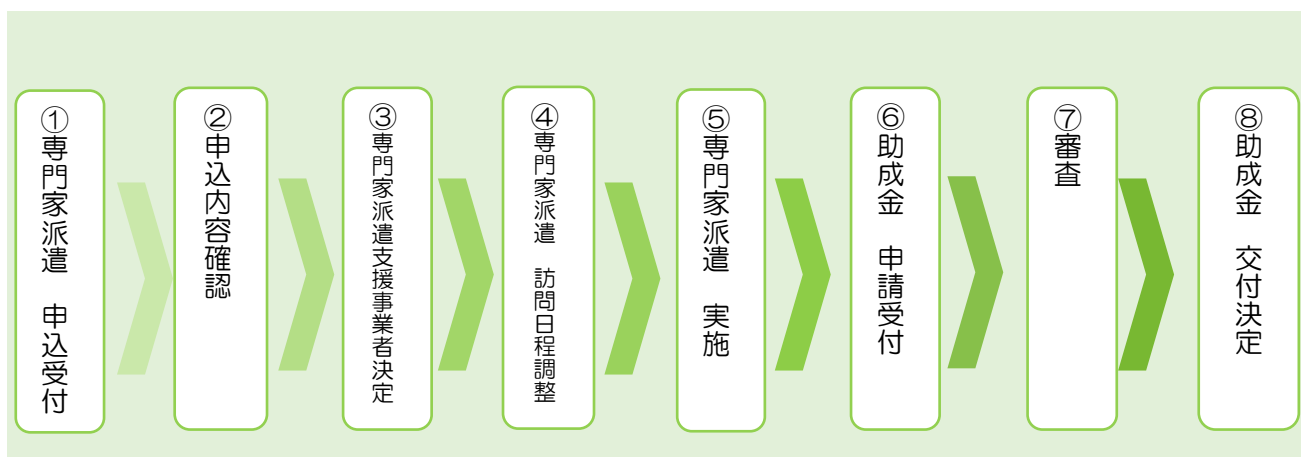 ①専門家派遣　申込受付
②申込内容確認
③専門家派遣支援事業者決定
④専門家派遣　訪問日程調整
⑤専門家派遣　実施
⑥助成金　申請受付
⑦審査
⑧助成金　交付決定